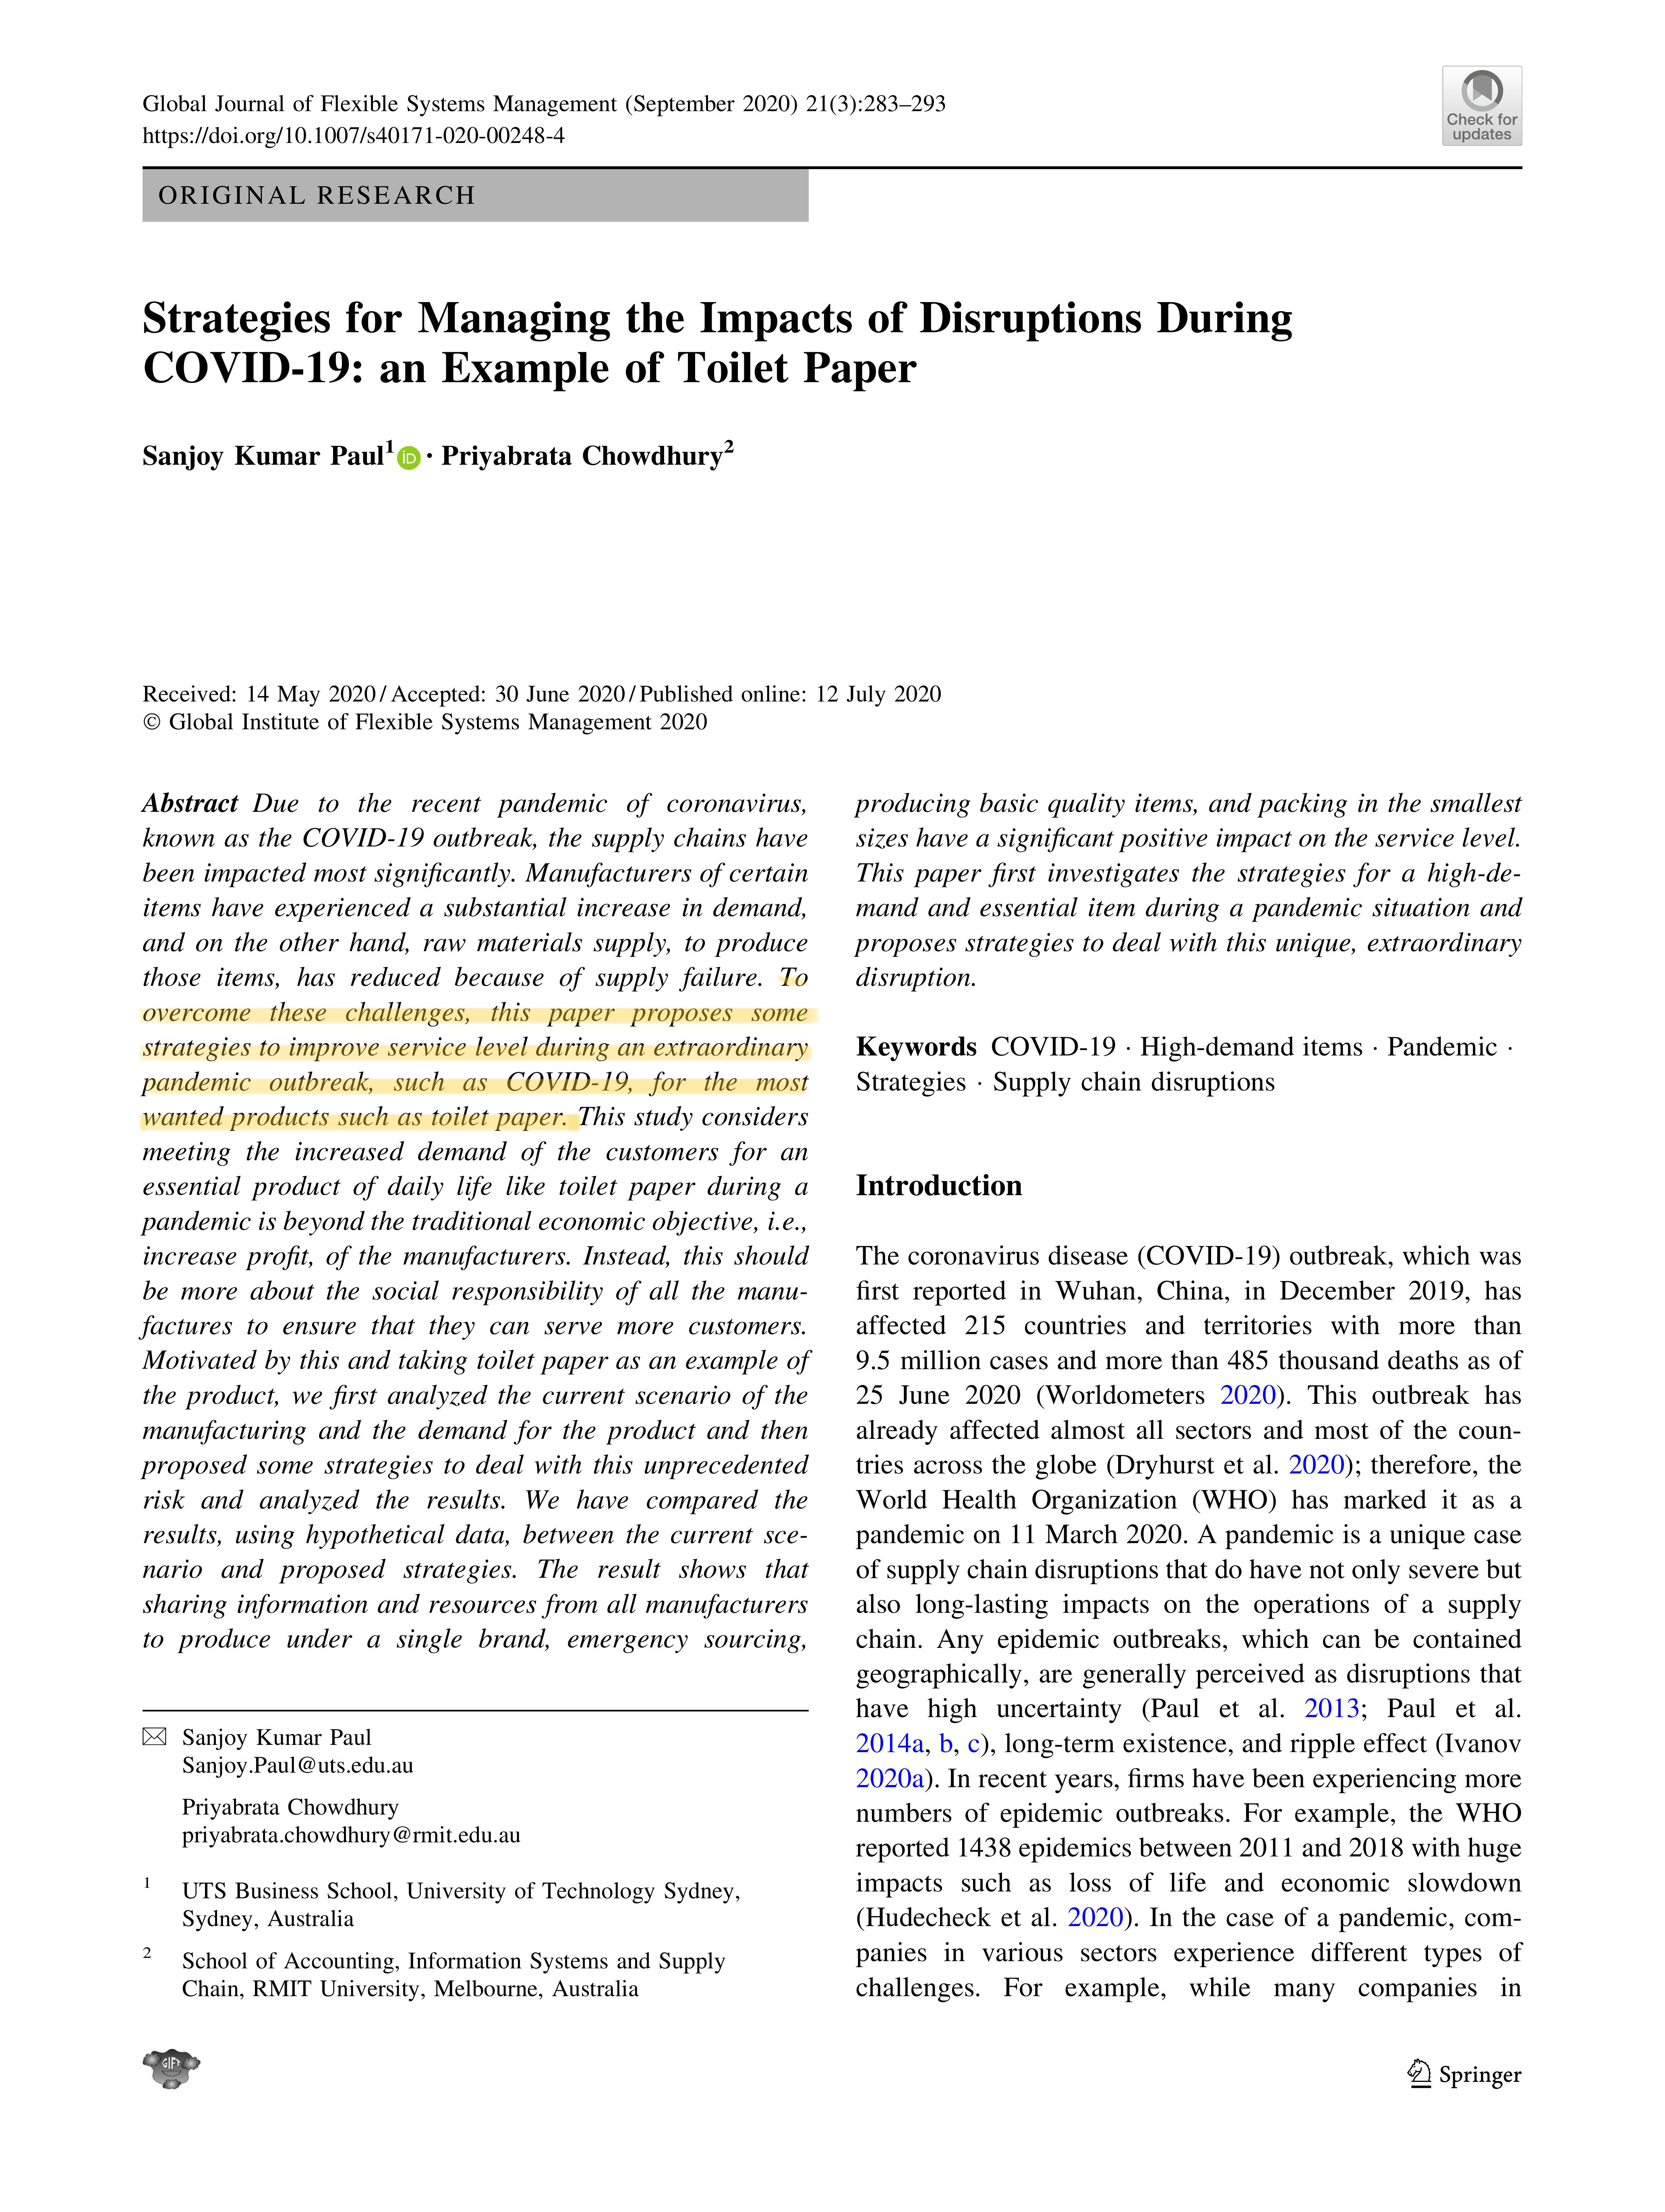 Global Journal of Flexible Systems Management (September 2020) 21(3):283–293
https://doi.org/10.1007/s40171-020-00248-4
Check for
updates
ORIGINAL RESEARCH
Strategies for Managing the Impacts of Disruptions During
COVID-19: an Example of Toilet Paper
Sanjoy Kumar Paul1 iD · Priyabrata Chowdhury2
Received: 14 May 2020 / Accepted: 30 June 2020 / Published online: 12 July 2020
© Global Institute of Flexible Systems Management 2020
Abstract Due to the recent pandemic of coronavirus,
known as the COVID-19 outbreak, the supply chains have
been impacted most significantly. Manufacturers of certain
items have experienced a substantial increase in demand,
and on the other hand, raw materials supply, to produce
those items, has reduced because of supply failure. To
overcome these challenges, this paper proposes some
strategies to improve service level during an extraordinary
pandemic outbreak, such as COVID-19, for the most
wanted products such as toilet paper. This study considers
meeting the increased demand of the customers for an
essential product of daily life like toilet paper during a
pandemic is beyond the traditional economic objective, i.e.,
increase profit, of the manufacturers. Instead, this should
be more about the social responsibility of all the manu-
factures to ensure that they can serve more customers.
Motivated by this and taking toilet paper as an example of
the product, we first analyzed the current scenario of the
manufacturing and the demand for the product and then
proposed some strategies to deal with this unprecedented
risk and analyzed the results. We have compared the
results, using hypothetical data, between the current sce-
nario and proposed strategies. The result shows that
sharing information and resources from all manufacturers
to produce under a single brand, emergency sourcing,
Sanjoy Kumar Paul
Sanjoy.Paul@uts.edu.au
Priyabrata Chowdhury
priyabrata.chowdhury@rmit.edu.au
1 UTS Business School, University of Technology Sydney,
Sydney, Australia
2 School of Accounting, Information Systems and Supply
Chain, RMIT University, Melbourne, Australia
producing basic quality items, and packing in the smallest
sizes have a significant positive impact on the service level.
This paper first investigates the strategies for a high-de-
mand and essential item during a pandemic situation and
proposes strategies to deal with this unique, extraordinary
disruption.
Keywords COVID-19 · High-demand items · Pandemic ·
Strategies · Supply chain disruptions
Introduction
The coronavirus disease (COVID-19) outbreak, which was
first reported in Wuhan, China, in December 2019, has
affected 215 countries and territories with more than
9.5 million cases and more than 485 thousand deaths as of
25 June 2020 (Worldometers 2020). This outbreak has
already affected almost all sectors and most of the coun-
tries across the globe (Dryhurst et al. 2020); therefore, the
World Health Organization (WHO) has marked it as a
pandemic on 11 March 2020. A pandemic is a unique case
of supply chain disruptions that do have not only severe but
also long-lasting impacts on the operations of a supply
chain. Any epidemic outbreaks, which can be contained
geographically, are generally perceived as disruptions that
have high uncertainty (Paul et al. 2013; Paul et al.
2014a, b, c), long-term existence, and ripple effect (Ivanov
2020a). In recent years, firms have been experiencing more
numbers of epidemic outbreaks. For example, the WHO
reported 1438 epidemics between 2011 and 2018 with huge
impacts such as loss of life and economic slowdown
(Hudecheck et al. 2020). In the case of a pandemic, com-
panies in various sectors experience different types of
challenges. For example, while many companies in
GIFT
Springer